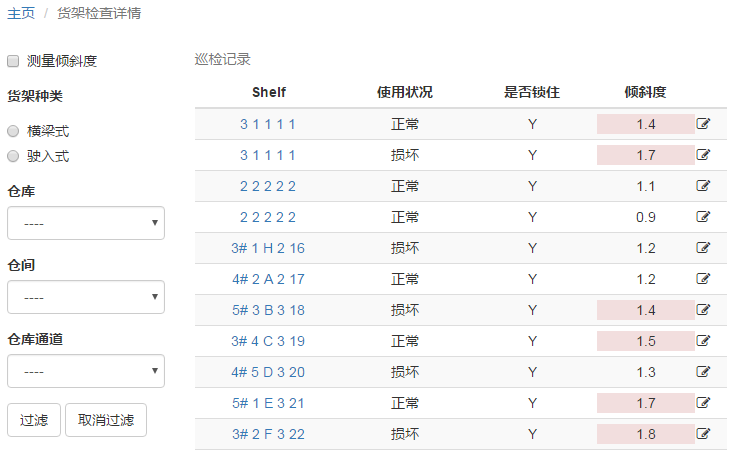 主页 / 货架检查详情
测量倾斜度
货架种类
横梁式
驶入式
仓库
----
仓间
----
仓库通道
----
过滤 取消过滤
巡检记录
Shelf 使用状况 是否锁住 倾斜度
3 1 1 1 1 正常 Y 1.4
3 1 1 1 1 损坏 Y 1.7
2 2 2 2 2 正常 Y 1.1
2 2 2 2 2 正常 Y 0.9
3# 1 H 2 16 损坏 Y 1.2
4# 2 A 2 17 正常 Y 1.2
5# 3 B 3 18 损坏 Y 1.4
3# 4 C 3 19 正常 Y 1.5
4# 5 D 3 20 损坏 Y 1.3
5# 1 E 3 21 正常 Y 1.7
3# 2 F 3 22 损坏 Y 1.8